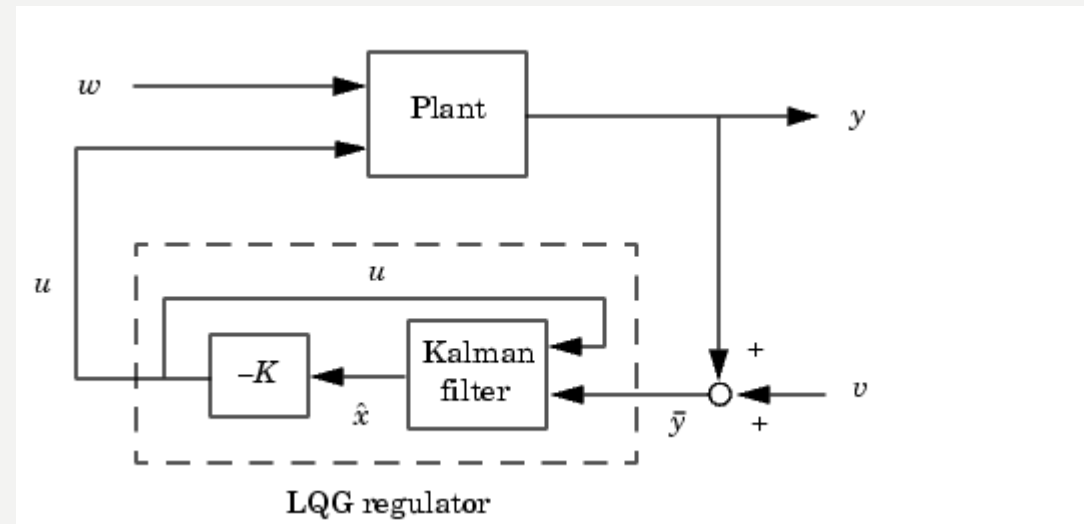 w
Plant
y
u
u
Kalman
filter
–K
x̂
ȳ
+
v
+
LQG regulator